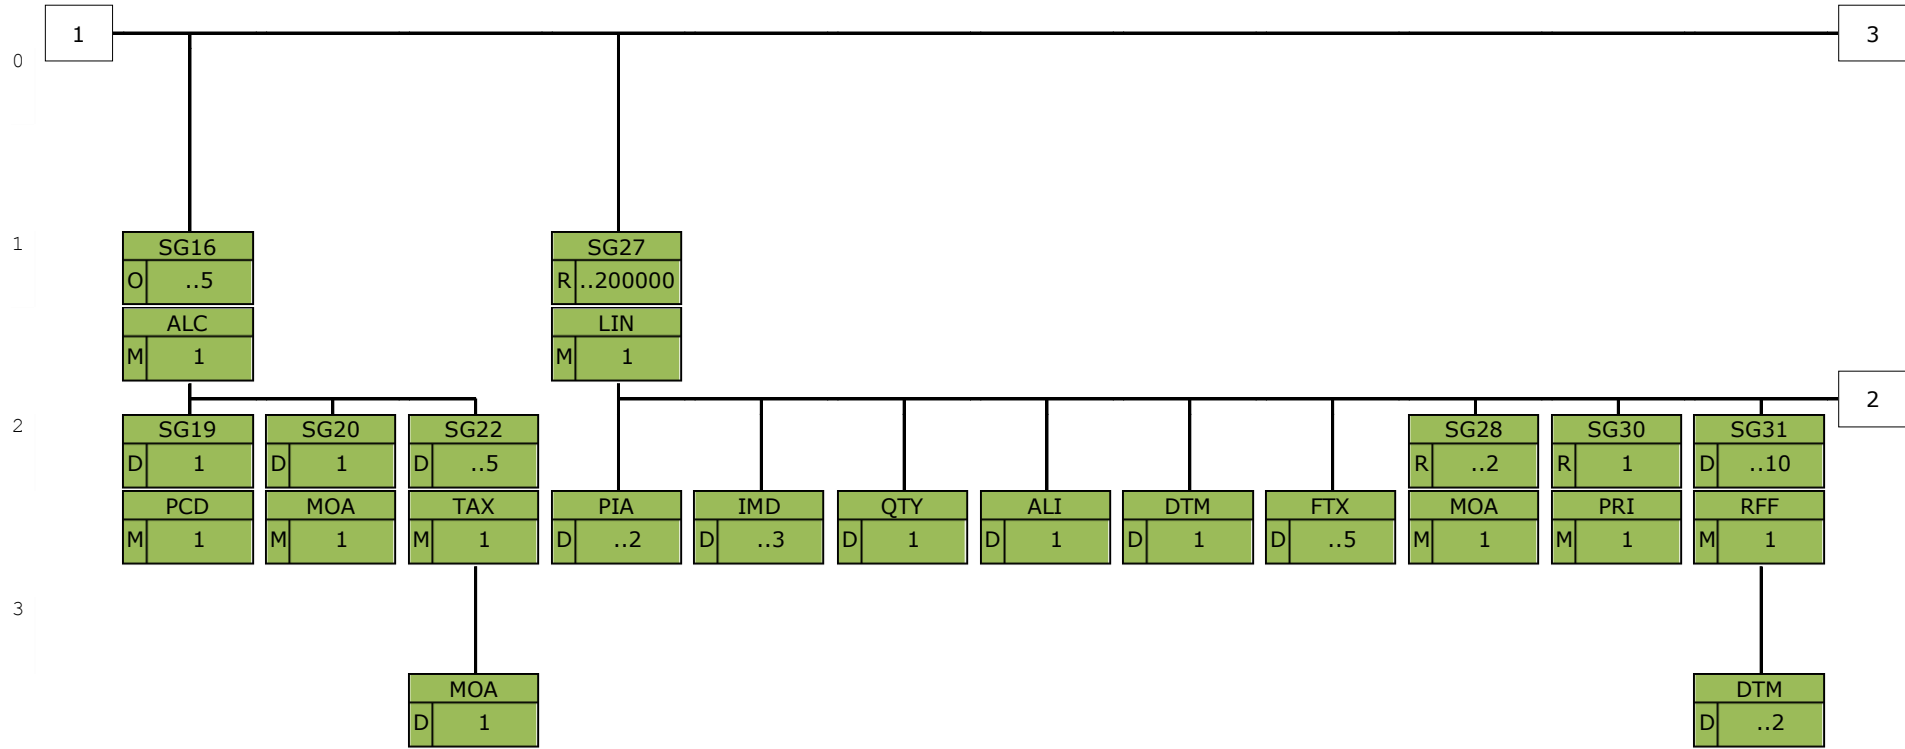 1 3
0
1 SG16 SG27
O ..5 R ..200000
ALC LIN
M 1 M 1
2
2 SG19 SG20 SG22 SG28 SG30 SG31
D 1 D 1 D ..5 R ..2 R 1 D ..10
PCD MOA TAX PIA IMD QTY ALI DTM FTX MOA PRI RFF
M 1 M 1 M 1 D ..2 D ..3 D 1 D 1 D 1 D ..5 M 1 M 1 M 1
3
MOA DTM
D 1 D ..2